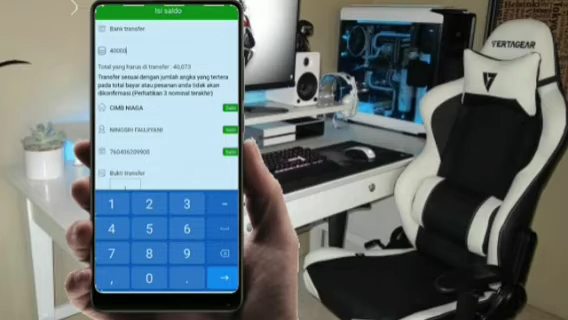 Isi saldo
Bank transfer
40000
Total yang harus di transfer : 40,073
Transfer sesuai dengan jumlah angka yang tertera
pada total bayar atau pesanan anda tidak akan
dikonfirmasi (Perhatikan 3 nominal terakhir)
CIMB NIAGA
Salin
Salin
760416209900
Salin
Bukti transfer
1 2 3 -
4 5 6
7 8 9
, 0 .
VERTAGEAR